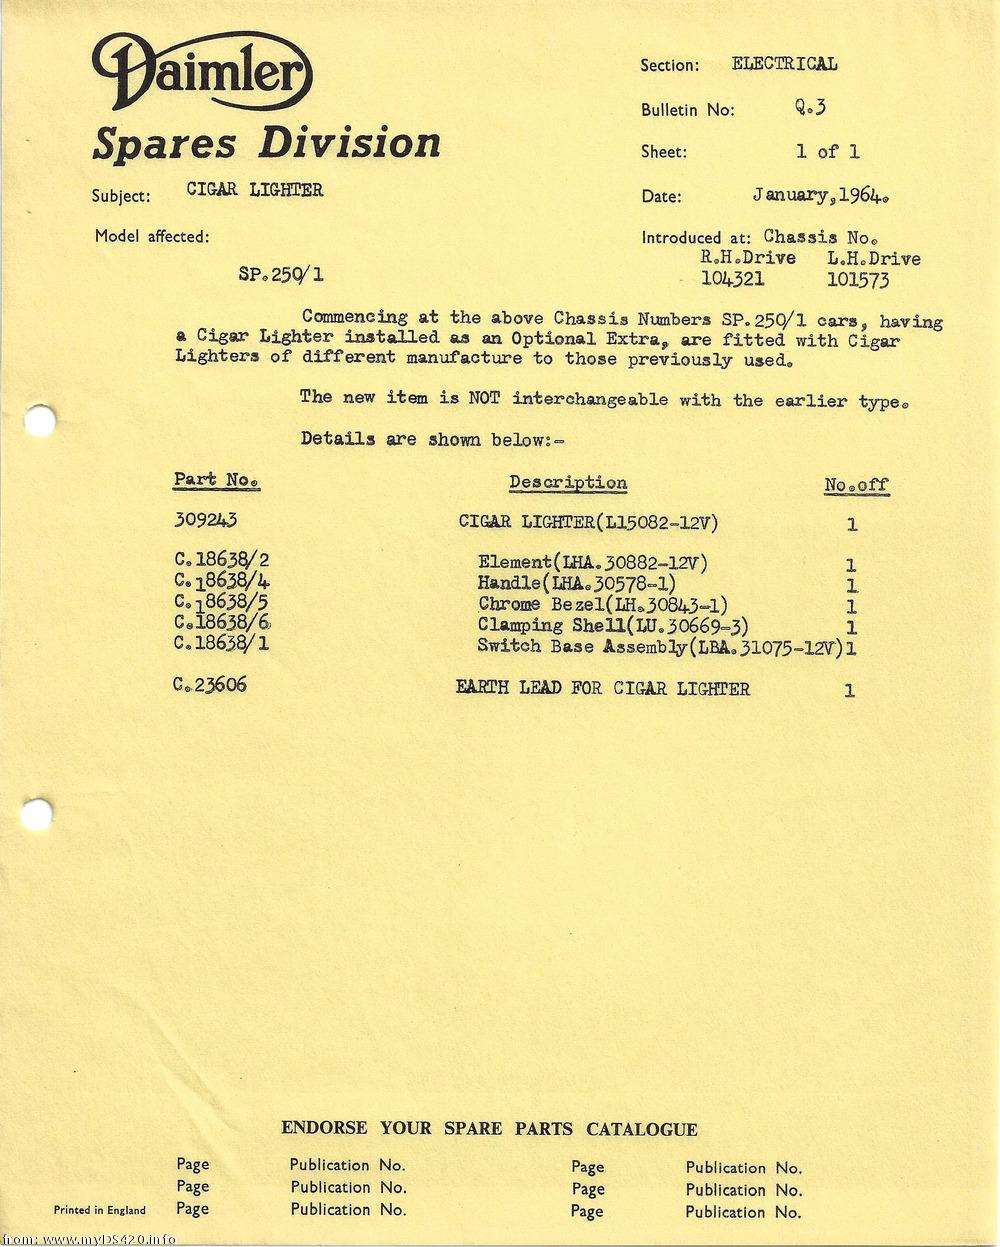 Daimler
Spares Division
Section: ELECTRICAL
Bulletin No: Q.3
Sheet: 1 of 1
Subject: CIGAR LIGHTER
Date: January,1964.
Model affected:
SP.250/1
Introduced at: Chassis No.
R.H.Drive L.H.Drive
104321 101573
Commencing at the above Chassis Numbers SP.250/1 cars, having
a Cigar Lighter installed as an Optional Extra, are fitted with Cigar
Lighters of different manufacture to those previously used.
The new item is NOT interchangeable with the earlier type.
Details are shown below:-
Part No. Description No.off
309243 CIGAR LIGHTER(L15082-12V) 1
C.18638/2 Element(LHA.30882-12V) 1
C.18638/4 Handle(LHA.30578-1) 1
C.18638/5 Chrome Bezel(LH.30843-1) 1
C.18638/6 Clamping Shell(LU.30669-3) 1
C.18638/1 Switch Base Assembly(LBA.31075-12V)1
C.23606 EARTH LEAD FOR CIGAR LIGHTER 1
ENDORSE YOUR SPARE PARTS CATALOGUE
Page Publication No. Page Publication No.
Page Publication No. Page Publication No.
Printed in England Page Publication No. Page Publication No.
from: www.myDS420.info